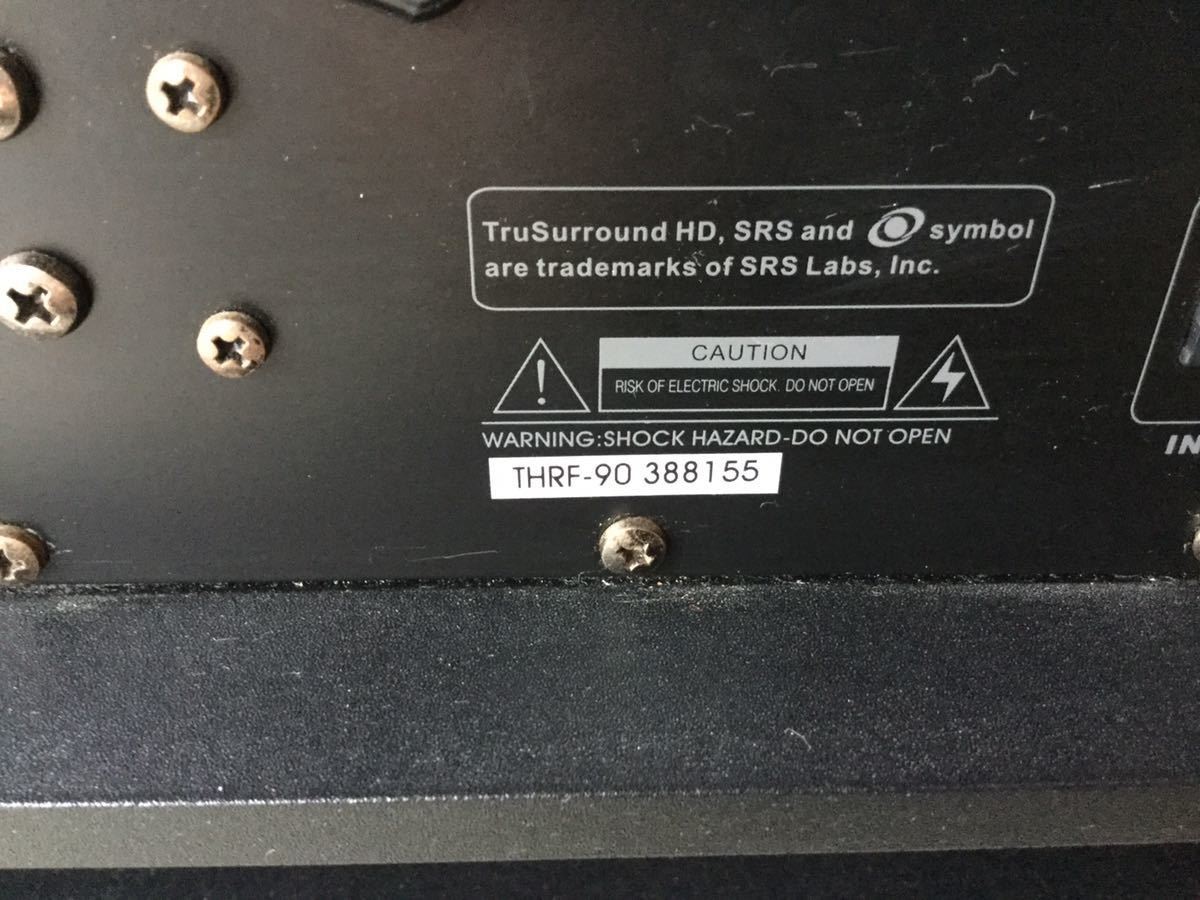 TruSurround HD, SRS and symbol
are trademarks of SRS Labs, Inc.
CAUTION
RISK OF ELECTRIC SHOCK. DO NOT OPEN
WARNING:SHOCK HAZARD-DO NOT OPEN
IN
THRF-90 388155